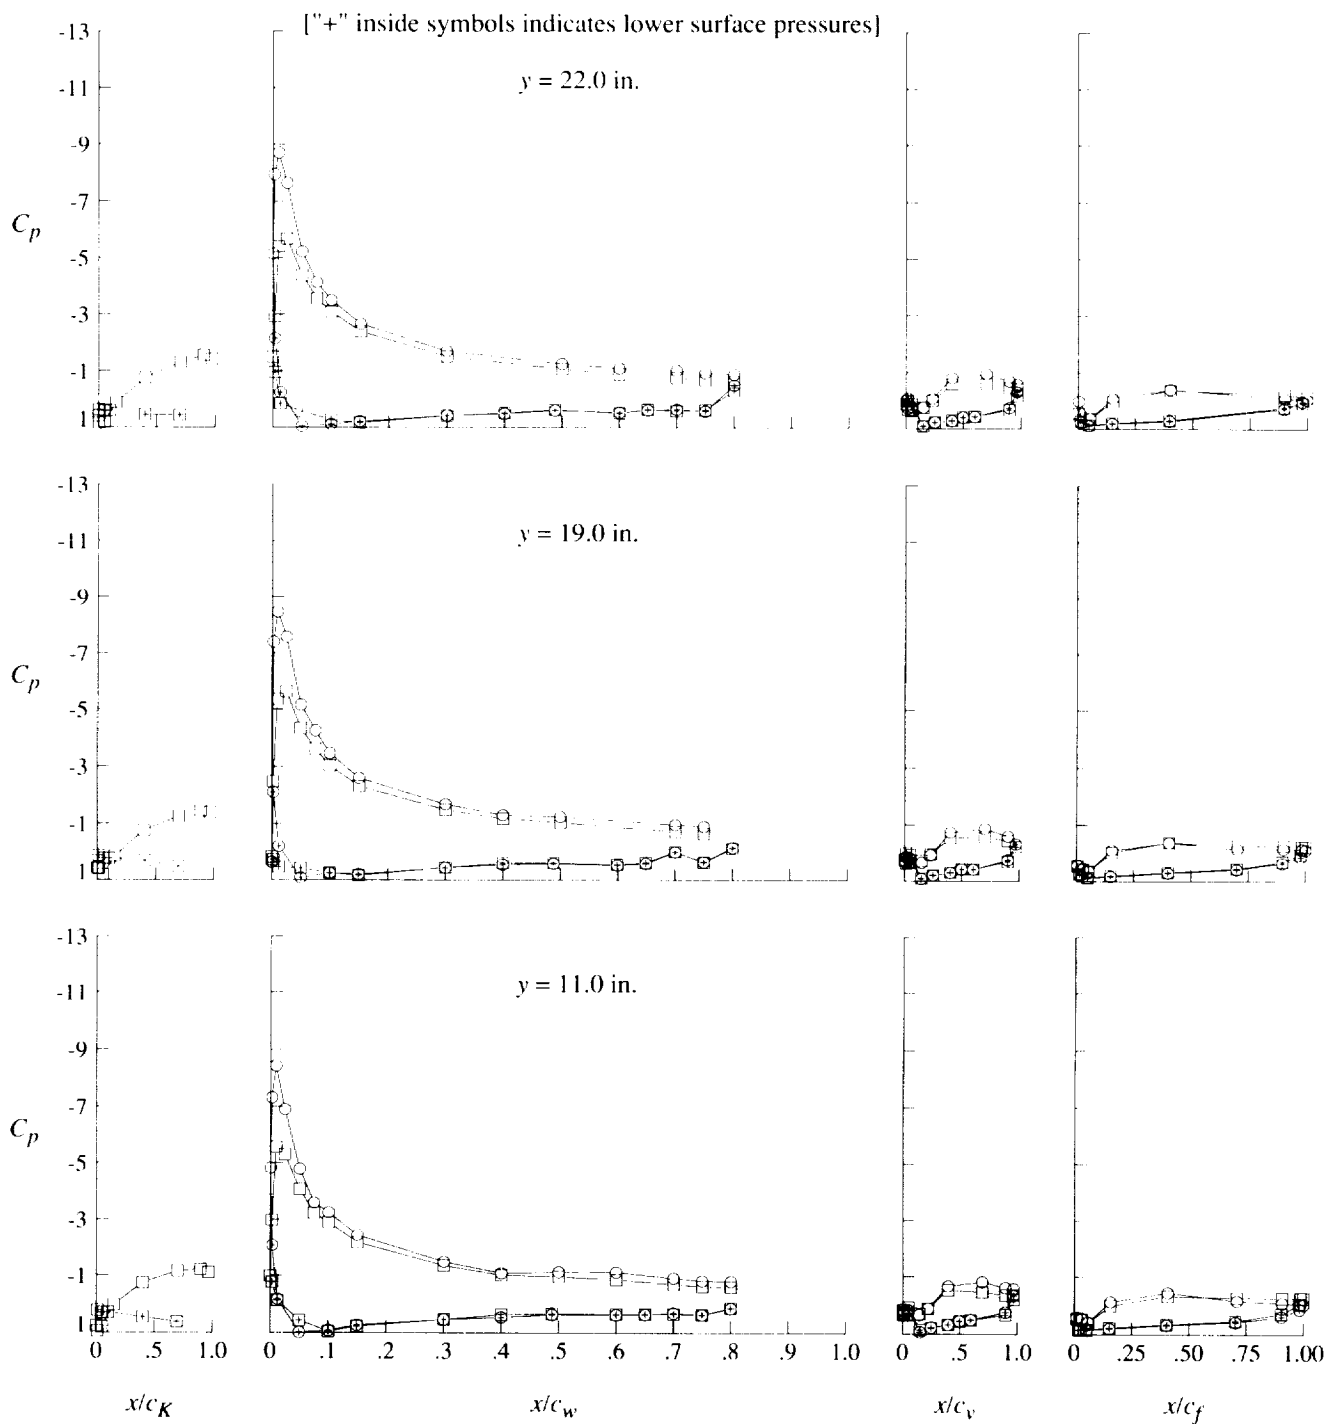 ["+" inside symbols indicates lower surface pressures]
y = 22.0 in.
-13
-11
-9
-7
-5
-3
-1
1
C_p
y = 19.0 in.
-13
-11
-9
-7
-5
-3
-1
1
C_p
y = 11.0 in.
-13
-11
-9
-7
-5
-3
-1
1
C_p
0 .5 1.0 0 .1 .2 .3 .4 .5 .6 .7 .8 .9 1.0 0 .5 1.0 0 .25 .50 .75 1.00
x/c_K x/c_w x/c_v x/c_f